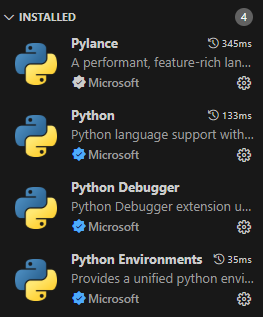 INSTALLED 4
Pylance 345ms
A performant, feature-rich lan...
Microsoft
Python 133ms
Python language support with...
Microsoft
Python Debugger
Python Debugger extension u...
Microsoft
Python Environments 35ms
Provides a unified python envi...
Microsoft